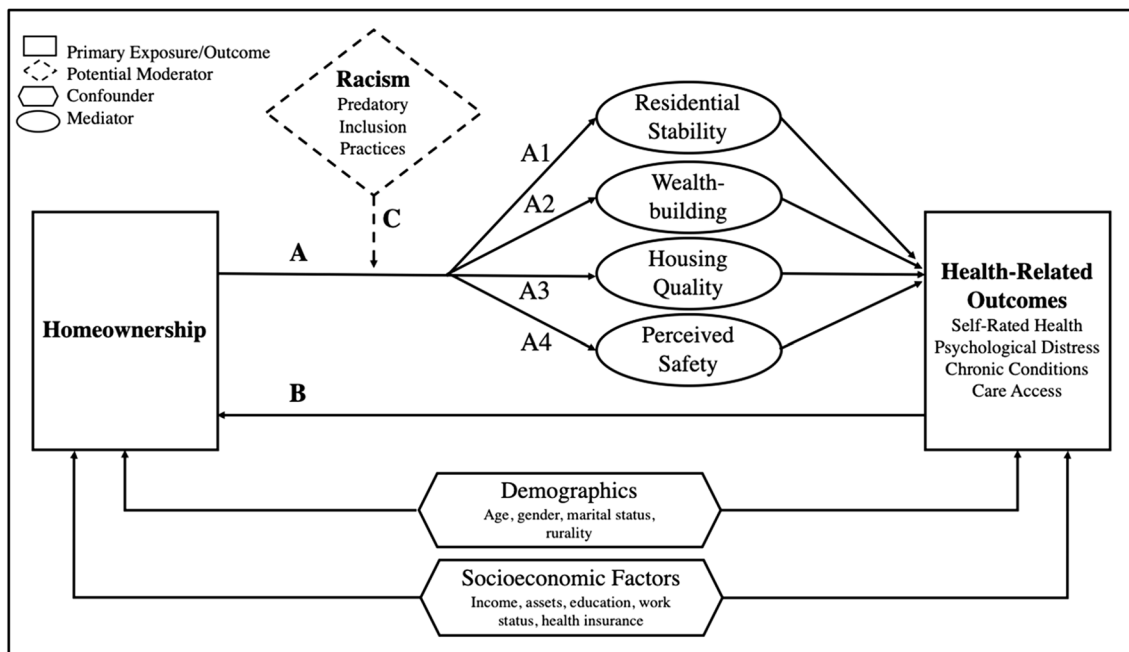 Primary Exposure/Outcome
Potential Moderator
Confounder
Mediator
Racism
Predatory
Inclusion
Practices
C
A
A1
A2
A3
A4
Residential
Stability
Wealth-
building
Housing
Quality
Perceived
Safety
Homeownership
Health-Related
Outcomes
Self-Rated Health
Psychological Distress
Chronic Conditions
Care Access
B
Demographics
Age, gender, marital status,
rurality
Socioeconomic Factors
Income, assets, education, work
status, health insurance